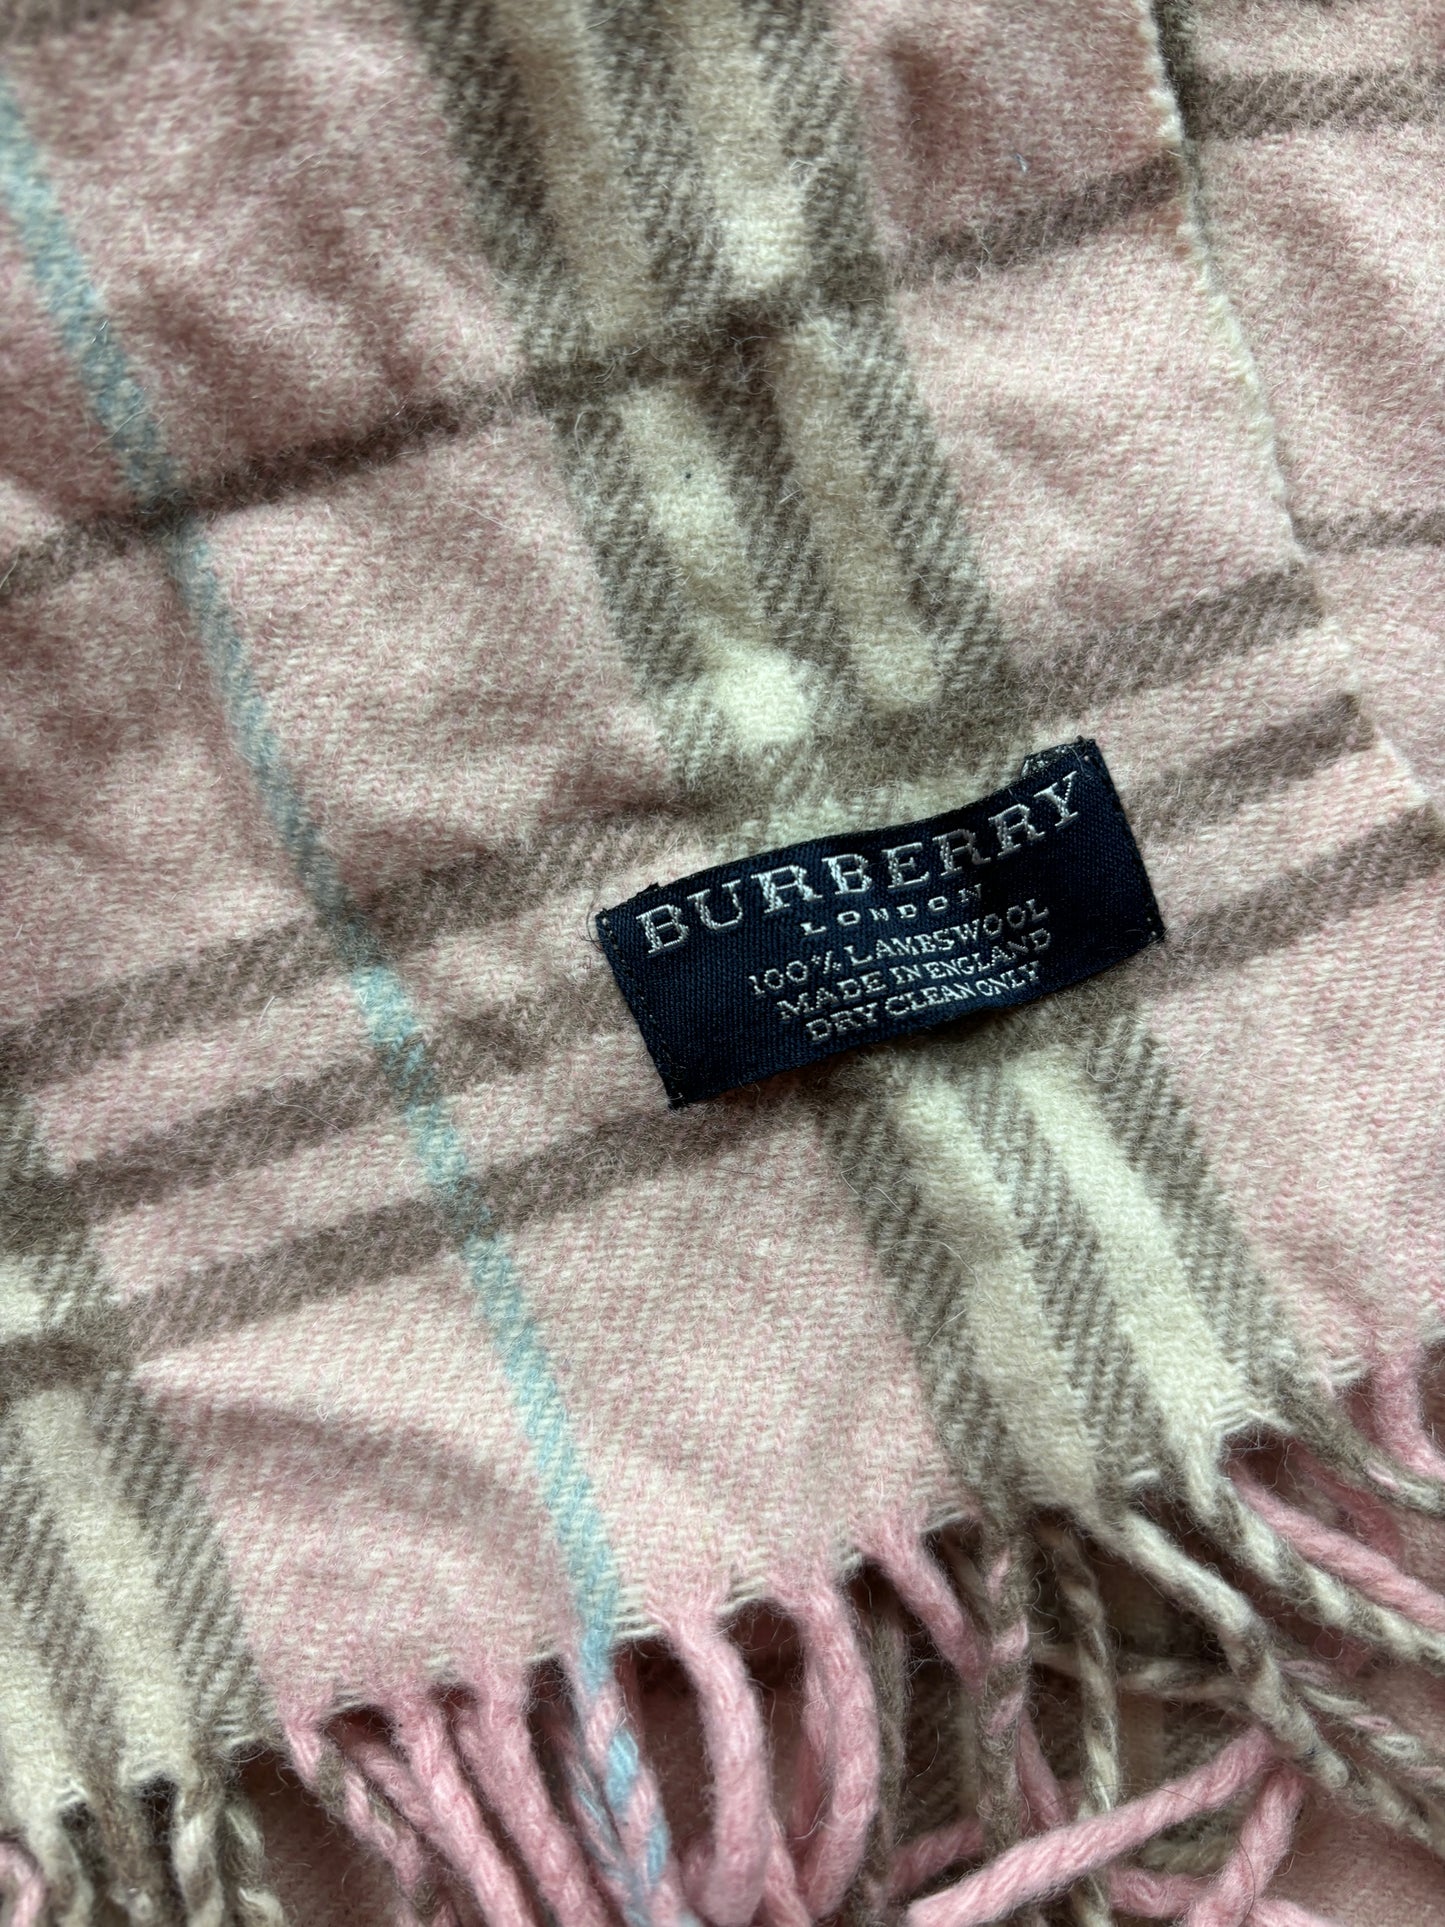 BURBERRY
LONDON
100% LAMBSWOOL
MADE IN ENGLAND
DRY CLEAN ONLY